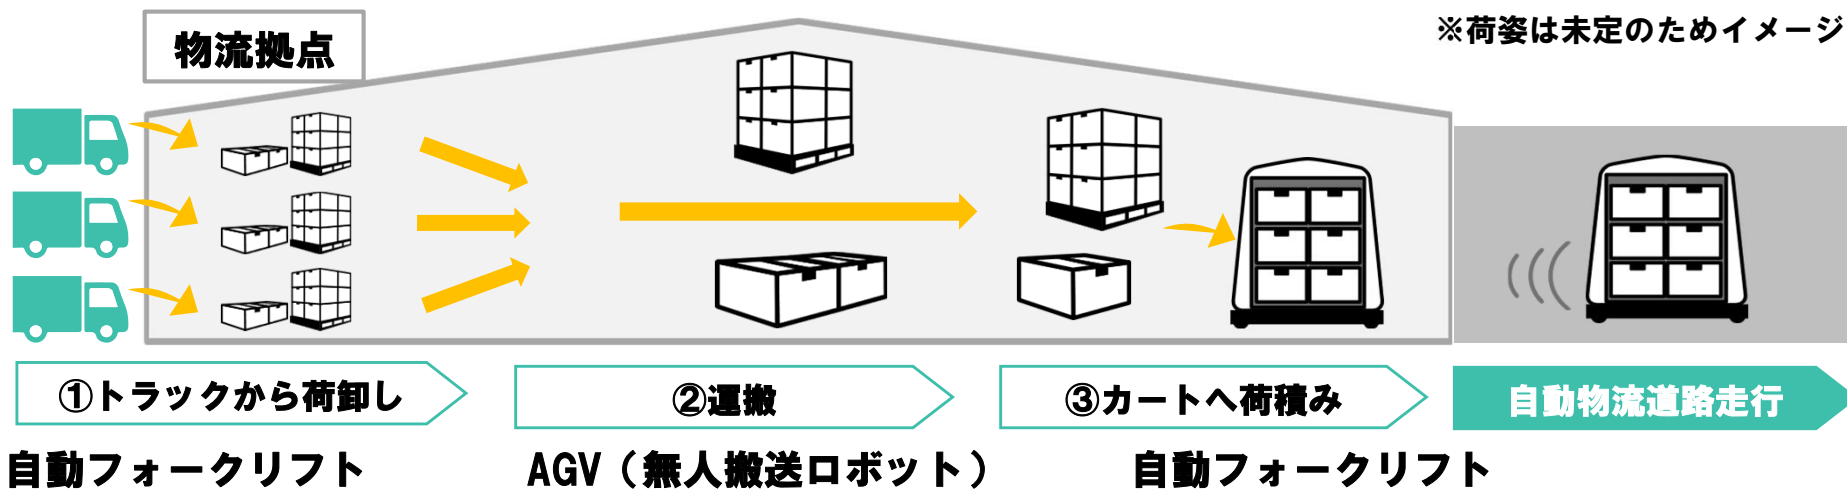 物流拠点
※荷姿は未定のためイメージ
①トラックから荷卸し
②運搬
③カートへ荷積み
自動物流道路走行
自動フォークリフト
AGV（無人搬送ロボット）
自動フォークリフト